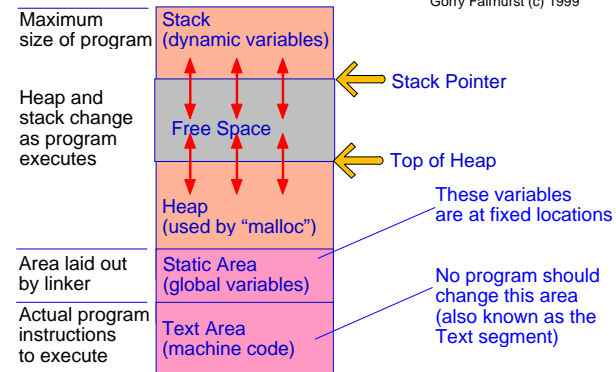 Gorry Fairhurst (c) 1999
Maximum
size of program
Stack
(dynamic variables)
Stack Pointer
Heap and
stack change
as program
executes
Free Space
Top of Heap
These variables
are at fixed locations
Heap
(used by “malloc”)
Area laid out
by linker
Static Area
(global variables)
No program should
change this area
(also known as the
Text segment)
Actual program
instructions
to execute
Text Area
(machine code)